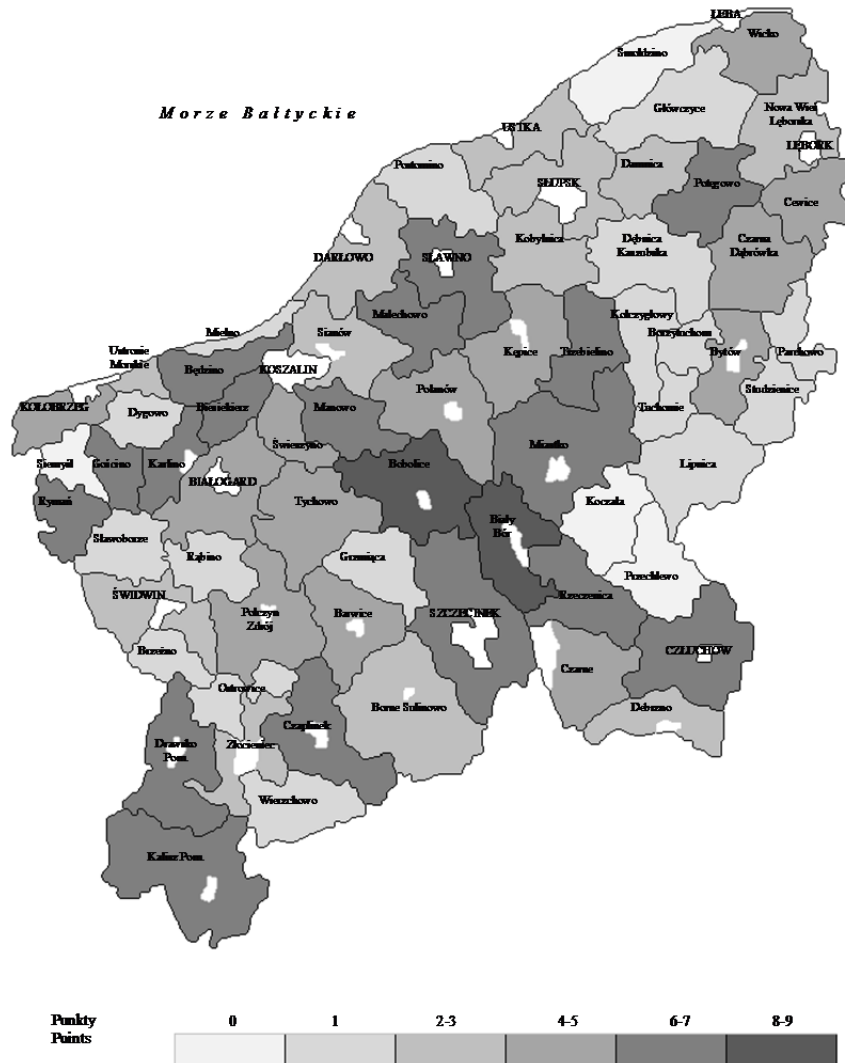 ŁEBA
Wicko
Smołdzino
Morze Bałtyckie
Główczyce
Nowa Wieś
Lęborska
USTKA
LĘBORK
Postomino
Damnica
SŁUPSK
Potęgowo
Cewice
Kobylnica
Dębnica
Kaszubska
Czarna
Dąbrówka
DARŁOWO
SŁAWNO
Malechowo
Kołczygłowy
Mielno
Sianów
Borzytuchom
Ustronie
Morskie
Kępice
Trzebielino
Bytów
Parchowo
Będzino
KOSZALIN
Polanów
Studzienice
KOŁOBRZEG
Dygowo
Biesiekierz
Manowo
Tuchomie
Świeszyno
Miastko
Siemyśl
Gościno
Karlino
Bobolice
Lipnica
BIAŁOGARD
Rymań
Tychowo
Koczała
Biały
Bór
Sławoborze
Rąbino
Grzmiąca
Przechlewo
ŚWIDWIN
Rzeczenica
Połczyn
Zdrój
Barwice
SZCZECINEK
Brzeżno
CZŁUCHÓW
Czarne
Ostrowice
Borne Sulinowo
Debrzno
Czaplinek
Drawsko
Pom.
Złocieniec
Wierzchowo
Kalisz Pom.
Punkty 0 1 2-3 4-5 6-7 8-9
Points